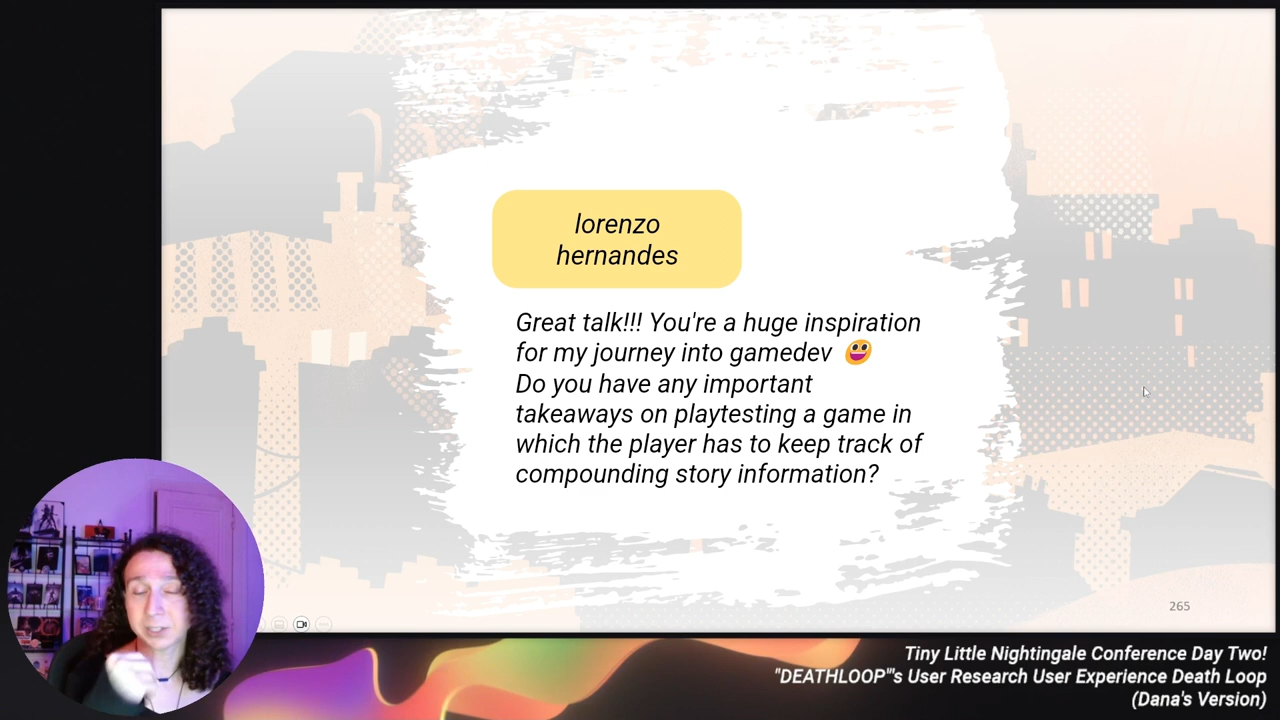 lorenzo
hernandes
Great talk!!! You're a huge inspiration
for my journey into gamedev 😃
Do you have any important
takeaways on playtesting a game in
which the player has to keep track of
compounding story information?
265
Tiny Little Nightingale Conference Day Two!
"DEATHLOOP"'s User Research User Experience Death Loop
(Dana's Version)